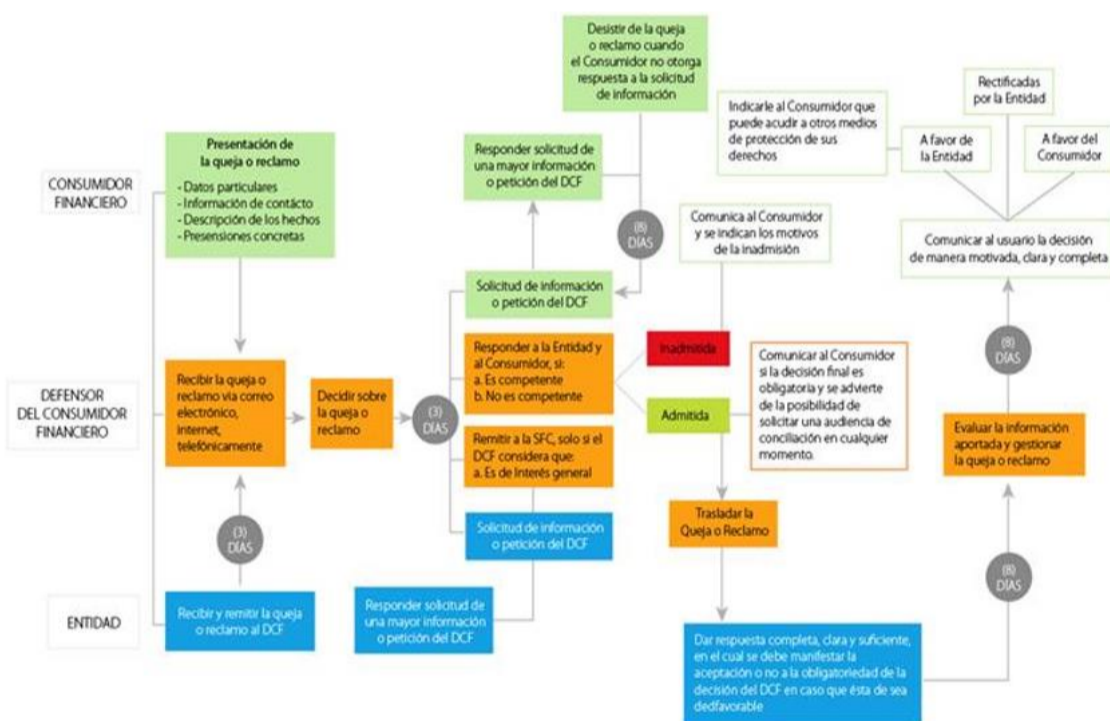 Desistir de la queja
o reclamo cuando
el Consumidor no otorga
respuesta a la solicitud
de información
Rectificadas
por la Entidad
Indicarle al Consumidor que
puede acudir a otros medios
de protección de sus
derechos
A favor de
la Entidad
A favor del
Consumidor
CONSUMIDOR
FINANCIERO
Presentación de
la queja o reclamo
- Datos particulares
- Información de contácto
- Descripción de los hechos
- Presensiones concretas
Responder solicitud de
una mayor información
o petición del DCF
(8)
DÍAS
Comunica al Consumidor
y se indican los motivos
de la inadmisión
Comunicar al usuario la decisión
de manera motivada, clara y completa
Solicitud de información
o petición del DCF
DEFENSOR
DEL CONSUMIDOR
FINANCIERO
Recibir la queja o
reclamo vía correo
electrónico,
internet,
telefónicamente
Decidir sobre
la queja o
reclamo
(3)
DÍAS
Responder a la Entidad y
al Consumidor, si:
a. Es competente
b. No es competente
Inadmitida
Admitida
Comunicar al Consumidor
si la decisión final es
obligatoria y se advierte
de la posibilidad de
solicitar una audiencia de
conciliación en cualquier
momento.
(8)
DÍAS
Evaluar la información
aportada y gestionar
la queja o reclamo
Remitir a la SFC, solo si el
DCF considera que:
a. Es de Interés general
Trasladar la
Queja o Reclamo
(3)
DÍAS
Solicitud de información
o petición del DCF
(8)
DÍAS
ENTIDAD
Recibir y remitir la queja
o reclamo al DCF
Responder solicitud de
una mayor información
o petición del DCF
Dar respuesta completa, clara y suficiente,
en el cual se debe manifestar la
aceptación o no a la obligatoriedad de la
decisión del DCF en caso que ésta de sea
dedfavorable